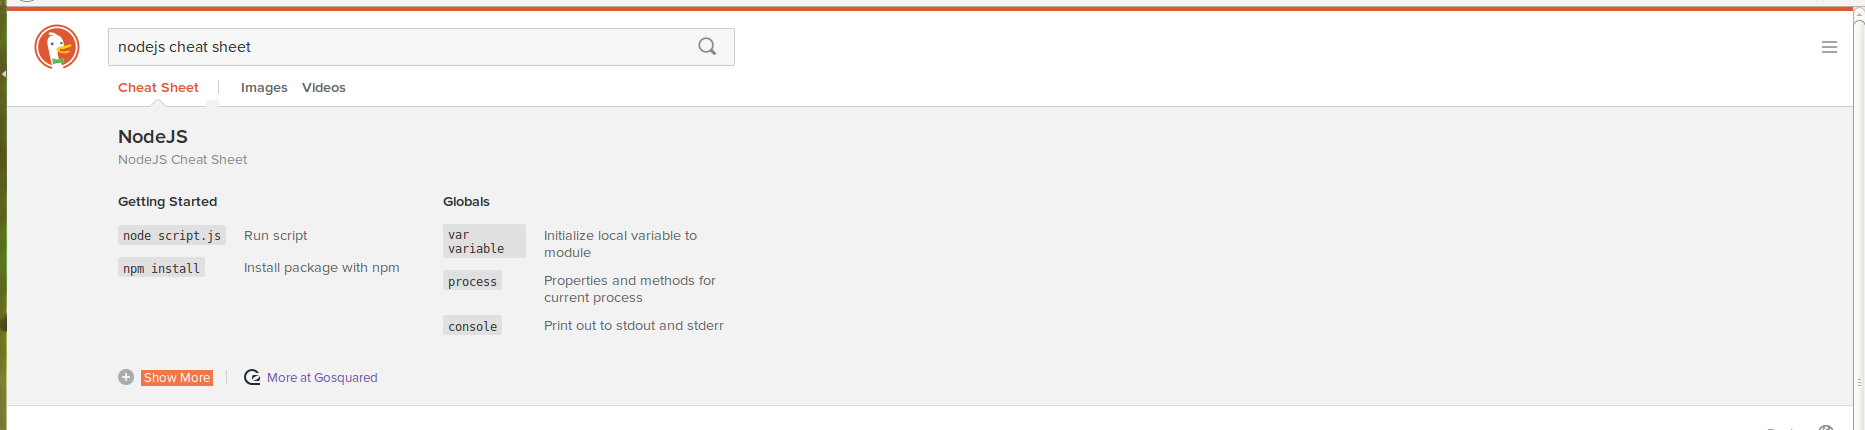 nodejs cheat sheet
Cheat Sheet
Images
Videos
NodeJS
NodeJS Cheat Sheet
Getting Started
node script.js
Run script
npm install
Install package with npm
Globals
var
variable
Initialize local variable to
module
process
Properties and methods for
current process
console
Print out to stdout and stderr
Show More
More at Gosquared